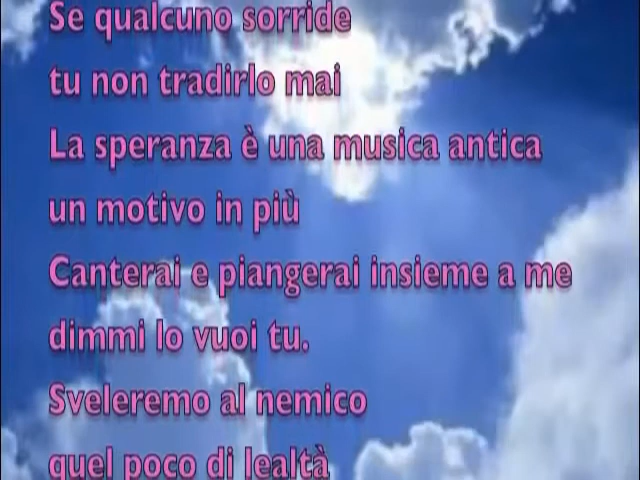 Se qualcuno sorride
tu non tradirlo mai
La speranza è una musica antica
un motivo in più
Canterai e piangerai insieme a me
dimmi lo vuoi tu.
Sveleremo al nemico
quel poco di lealtà